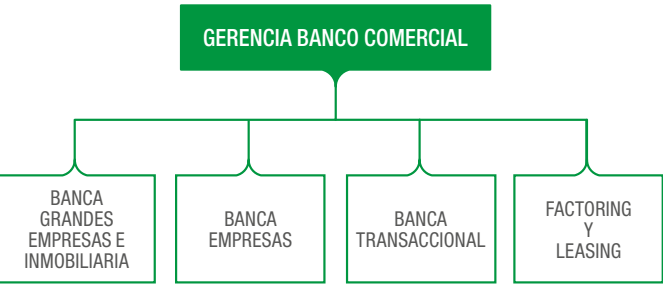 GERENCIA BANCO COMERCIAL
BANCA
GRANDES
EMPRESAS E
INMOBILIARIA
BANCA
EMPRESAS
BANCA
TRANSACCIONAL
FACTORING
Y
LEASING